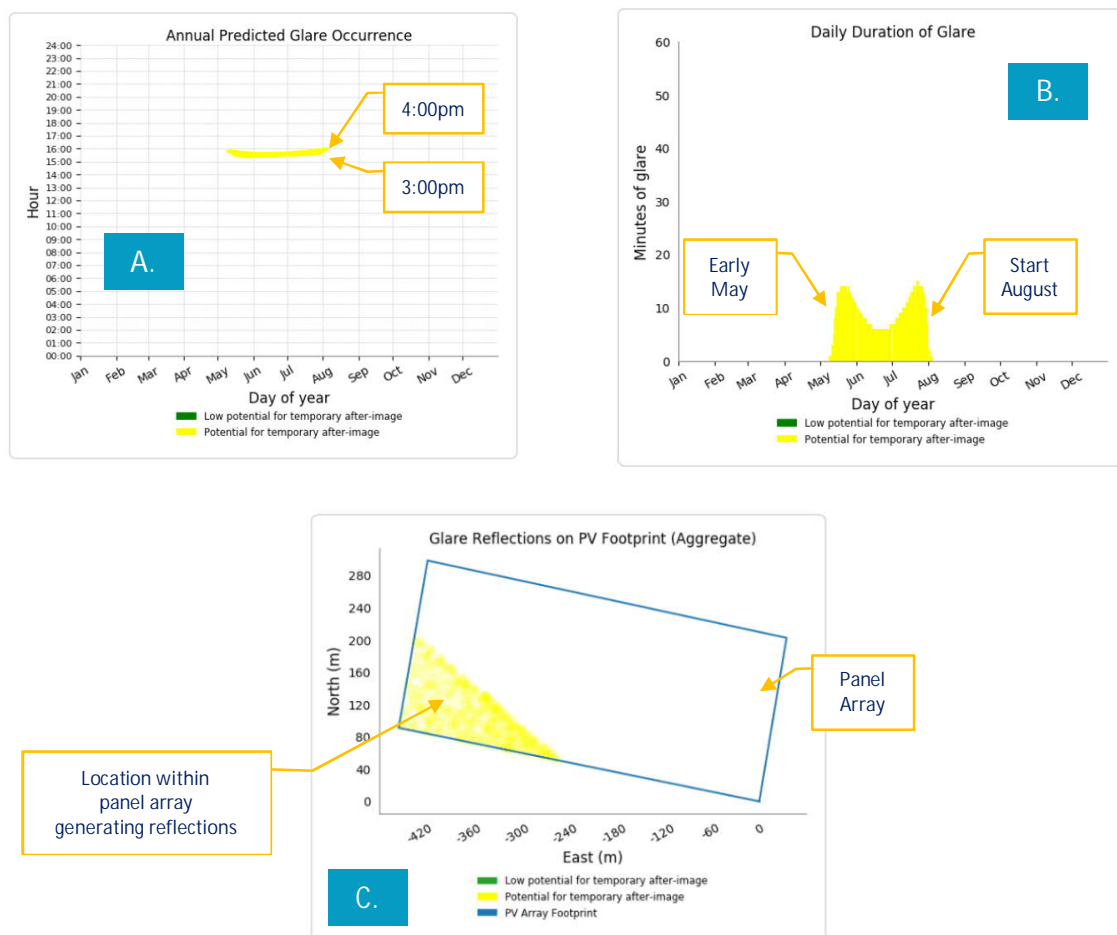 Annual Predicted Glare Occurrence
24:00
23:00
22:00
21:00
20:00
19:00
18:00
17:00
16:00
15:00
14:00
13:00
12:00
11:00
10:00
09:00
08:00
07:00
06:00
05:00
04:00
03:00
02:00
01:00
00:00
Hour
4:00pm
3:00pm
A.
Jan Feb Mar Apr May Jun Jul Aug Sep Oct Nov Dec
Day of year
Low potential for temporary after-image
Potential for temporary after-image
Daily Duration of Glare
60
50
40
30
20
10
0
Minutes of glare
B.
Early
May
Start
August
Jan Feb Mar Apr May Jun Jul Aug Sep Oct Nov Dec
Day of year
Low potential for temporary after-image
Potential for temporary after-image
Glare Reflections on PV Footprint (Aggregate)
280
240
200
160
120
80
40
0
North (m)
Panel
Array
Location within
panel array
generating reflections
-420 -360 -300 -240 -180 -120 -60 0
East (m)
C.
Low potential for temporary after-image
Potential for temporary after-image
PV Array Footprint